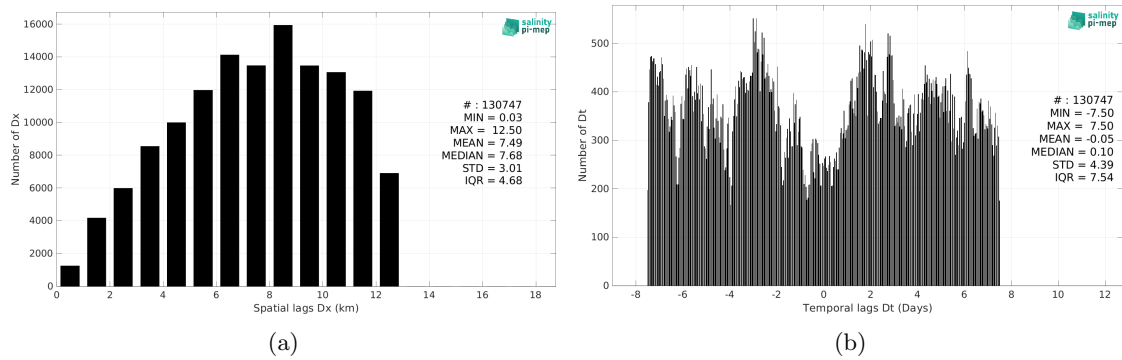 salinity
pi-mep
16000
14000
12000
10000
8000
6000
4000
2000
0
Number of Dx
# : 130747
MIN = 0.03
MAX = 12.50
MEAN = 7.49
MEDIAN = 7.68
STD = 3.01
IQR = 4.68
0 2 4 6 8 10 12 14 16 18
Spatial lags Dx (km)
(a)
salinity
pi-mep
500
400
300
200
100
0
Number of Dt
# : 130747
MIN = -7.50
MAX = 7.50
MEAN = -0.05
MEDIAN = 0.10
STD = 4.39
IQR = 7.54
-8 -6 -4 -2 0 2 4 6 8 10 12
Temporal lags Dt (Days)
(b)